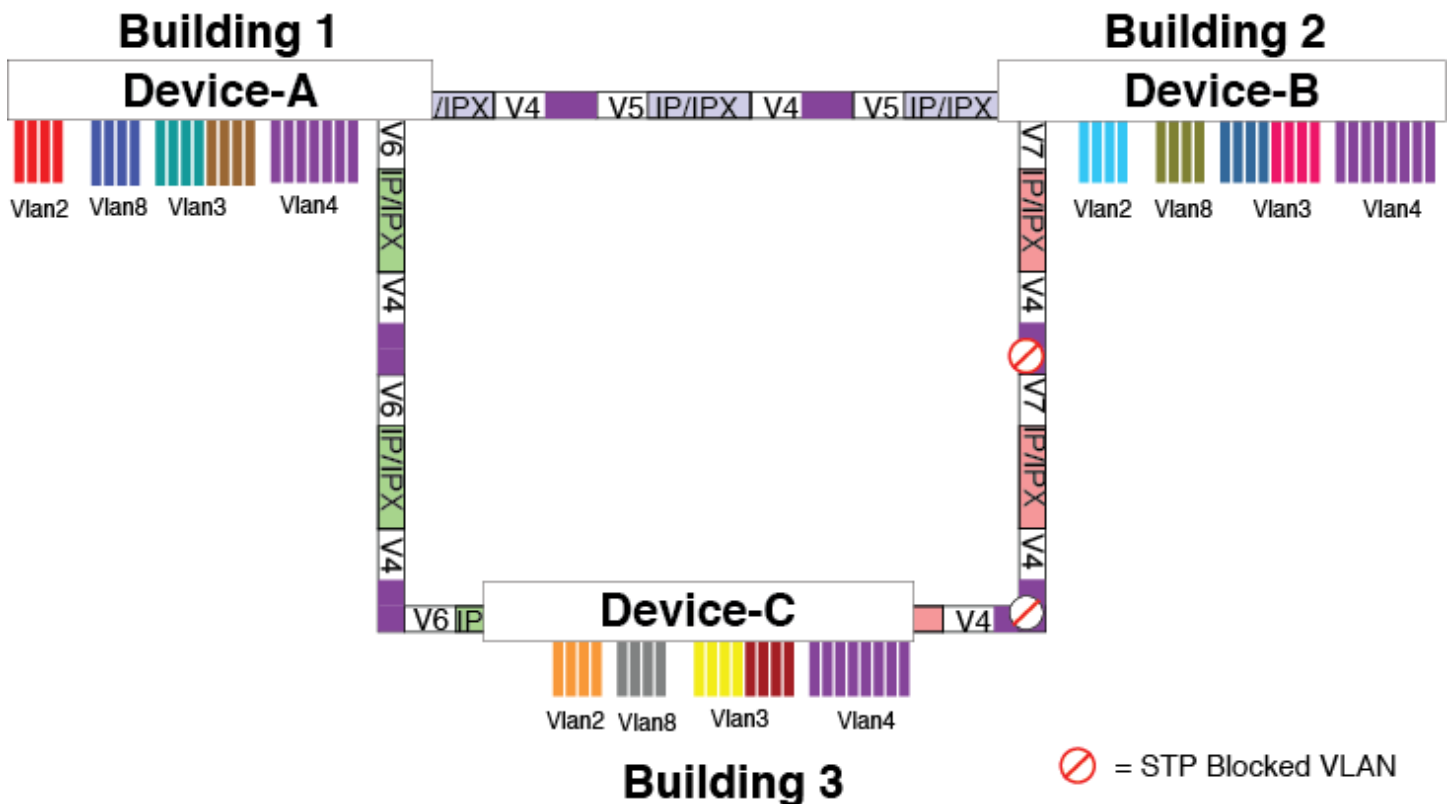 Building 1
Building 2
Device-A
Device-B
/IPX V4 V5 IP/IPX V4 V5 IP/IPX
V6
IP/IPX
V4
V6
IP/IPX
V4
V7
IP/IPX
V4
V7
IP/IPX
V4
Vlan2 Vlan8 Vlan3 Vlan4
Vlan2 Vlan8 Vlan3 Vlan4
V6 IP
Device-C
V4
Vlan2 Vlan8 Vlan3 Vlan4
Building 3
= STP Blocked VLAN